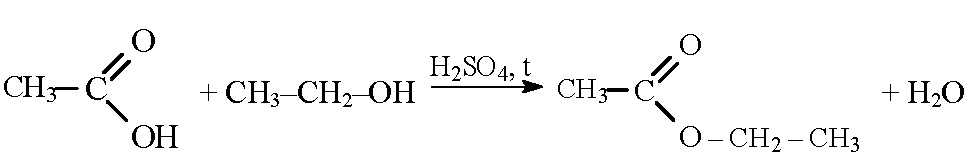 O O
CH3–C + CH3–CH2–OH H2SO4, t CH3–C + H2O
OH O – CH2 – CH3